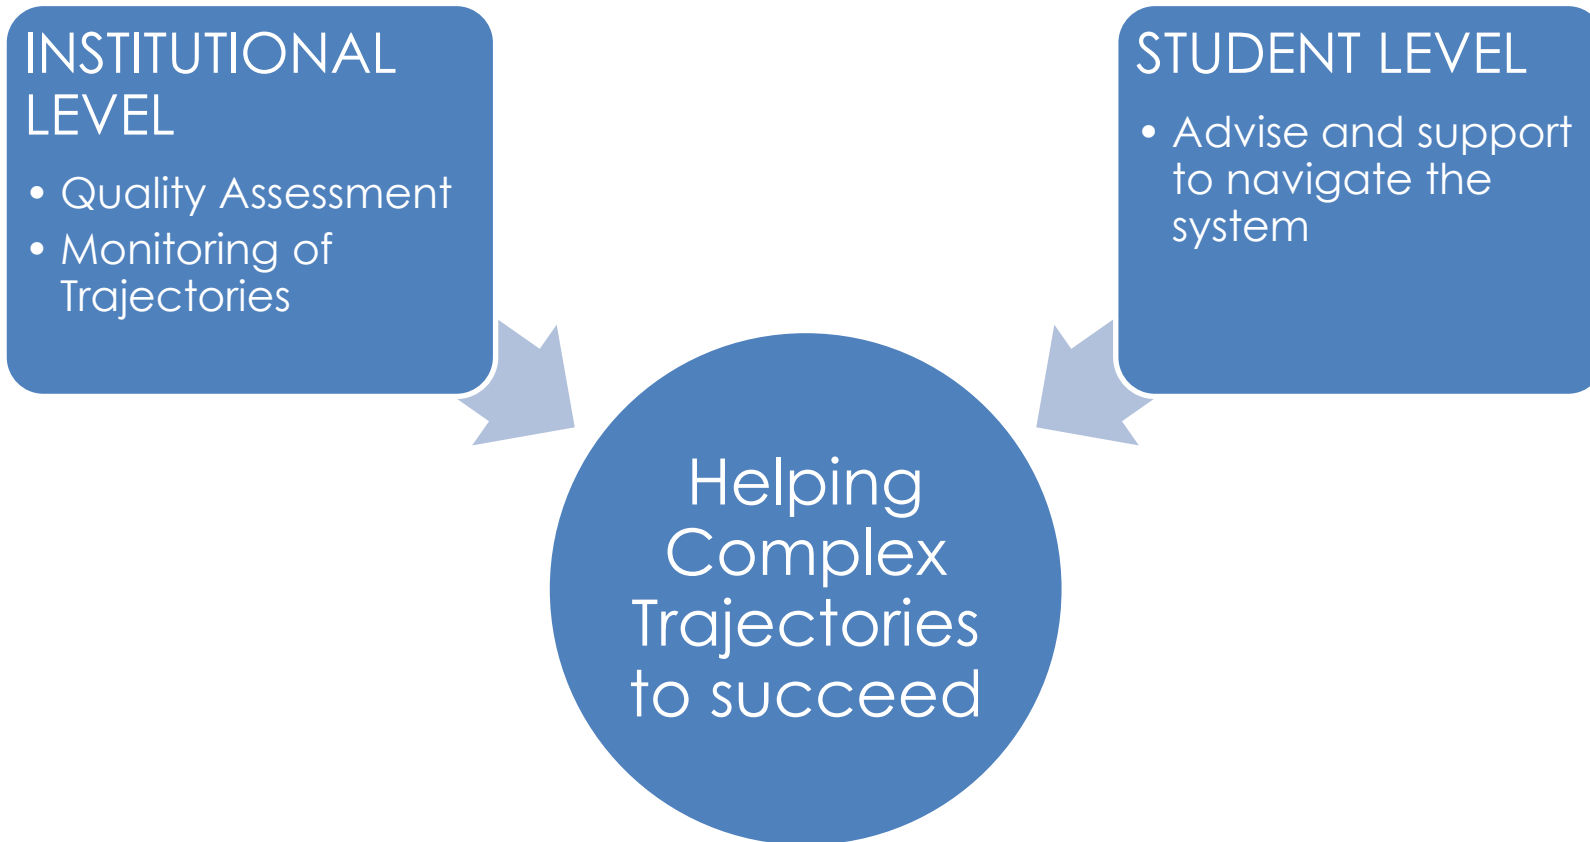 INSTITUTIONAL
LEVEL
• Quality Assessment
• Monitoring of
Trajectories
STUDENT LEVEL
• Advise and support
to navigate the
system
Helping
Complex
Trajectories
to succeed